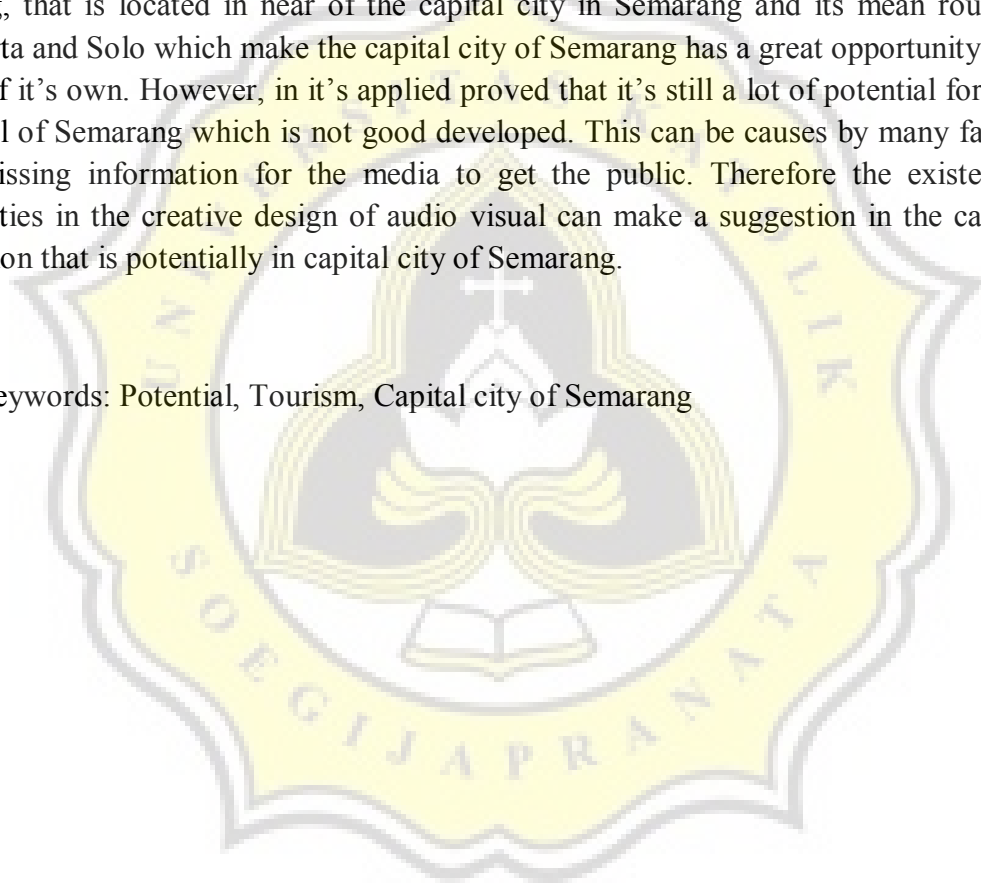 , that is located in near of the capital city in Semarang and its mean rou
rta and Solo which make the capital city of Semarang has a great opportunity
f it's own. However, in it's applied proved that it's still a lot of potential for
l of Semarang which is not good developed. This can be causes by many fa
issing information for the media to get the public. Therefore the existe
ties in the creative design of audio visual can make a suggestion in the ca
on that is potentially in capital city of Semarang.
eywords: Potential, Tourism, Capital city of Semarang
UNIVERSITAS KATOLIK
SOEGIJAPRANATA